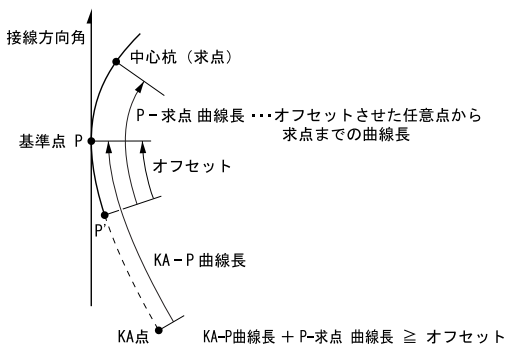 接線方向角
中心杭（求点）
P－求点 曲線長 ･･･オフセットさせた任意点から
求点までの曲線長
基準点 P
オフセット
P'
KA－P 曲線長
KA点
KA-P曲線長 ＋ P-求点 曲線長 ≧ オフセット